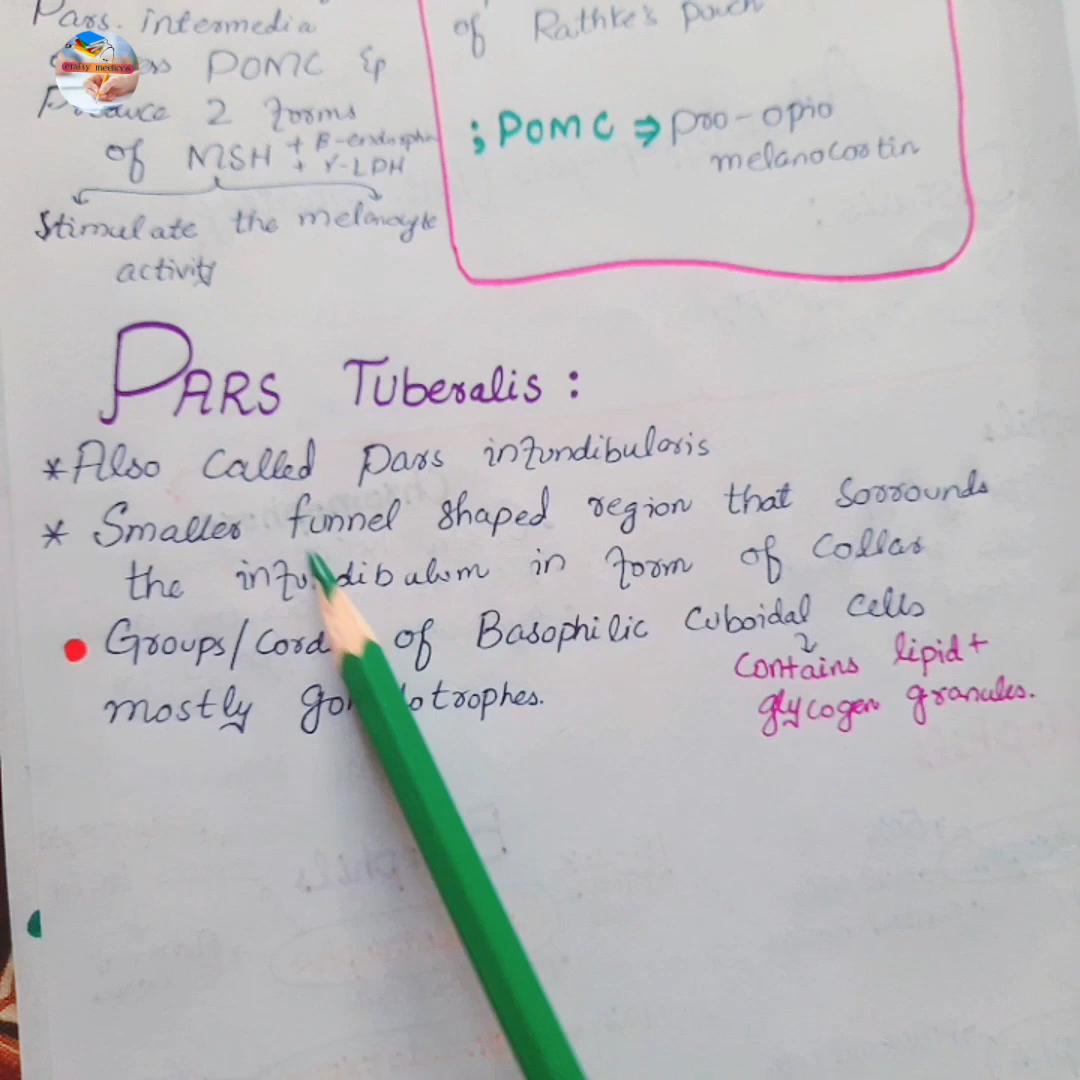 Pars. intermedia
of Rathke's pouch
POMC &
Produce 2 forms
of MSH + B-endorphin
+ γ-LPH
; POMC ⇒ pro-opio
melanocortin
Stimulate the melanocyte
activity
PARS Tuberalis :
* Also Called pars infundibularis
* Smaller funnel shaped region that Sorrounds
the infundibulum in form of Collar
Groups/Cord of Basophilic Cuboidal Cells
Contains lipid +
mostly gonadotrophes.
glycogen granules.